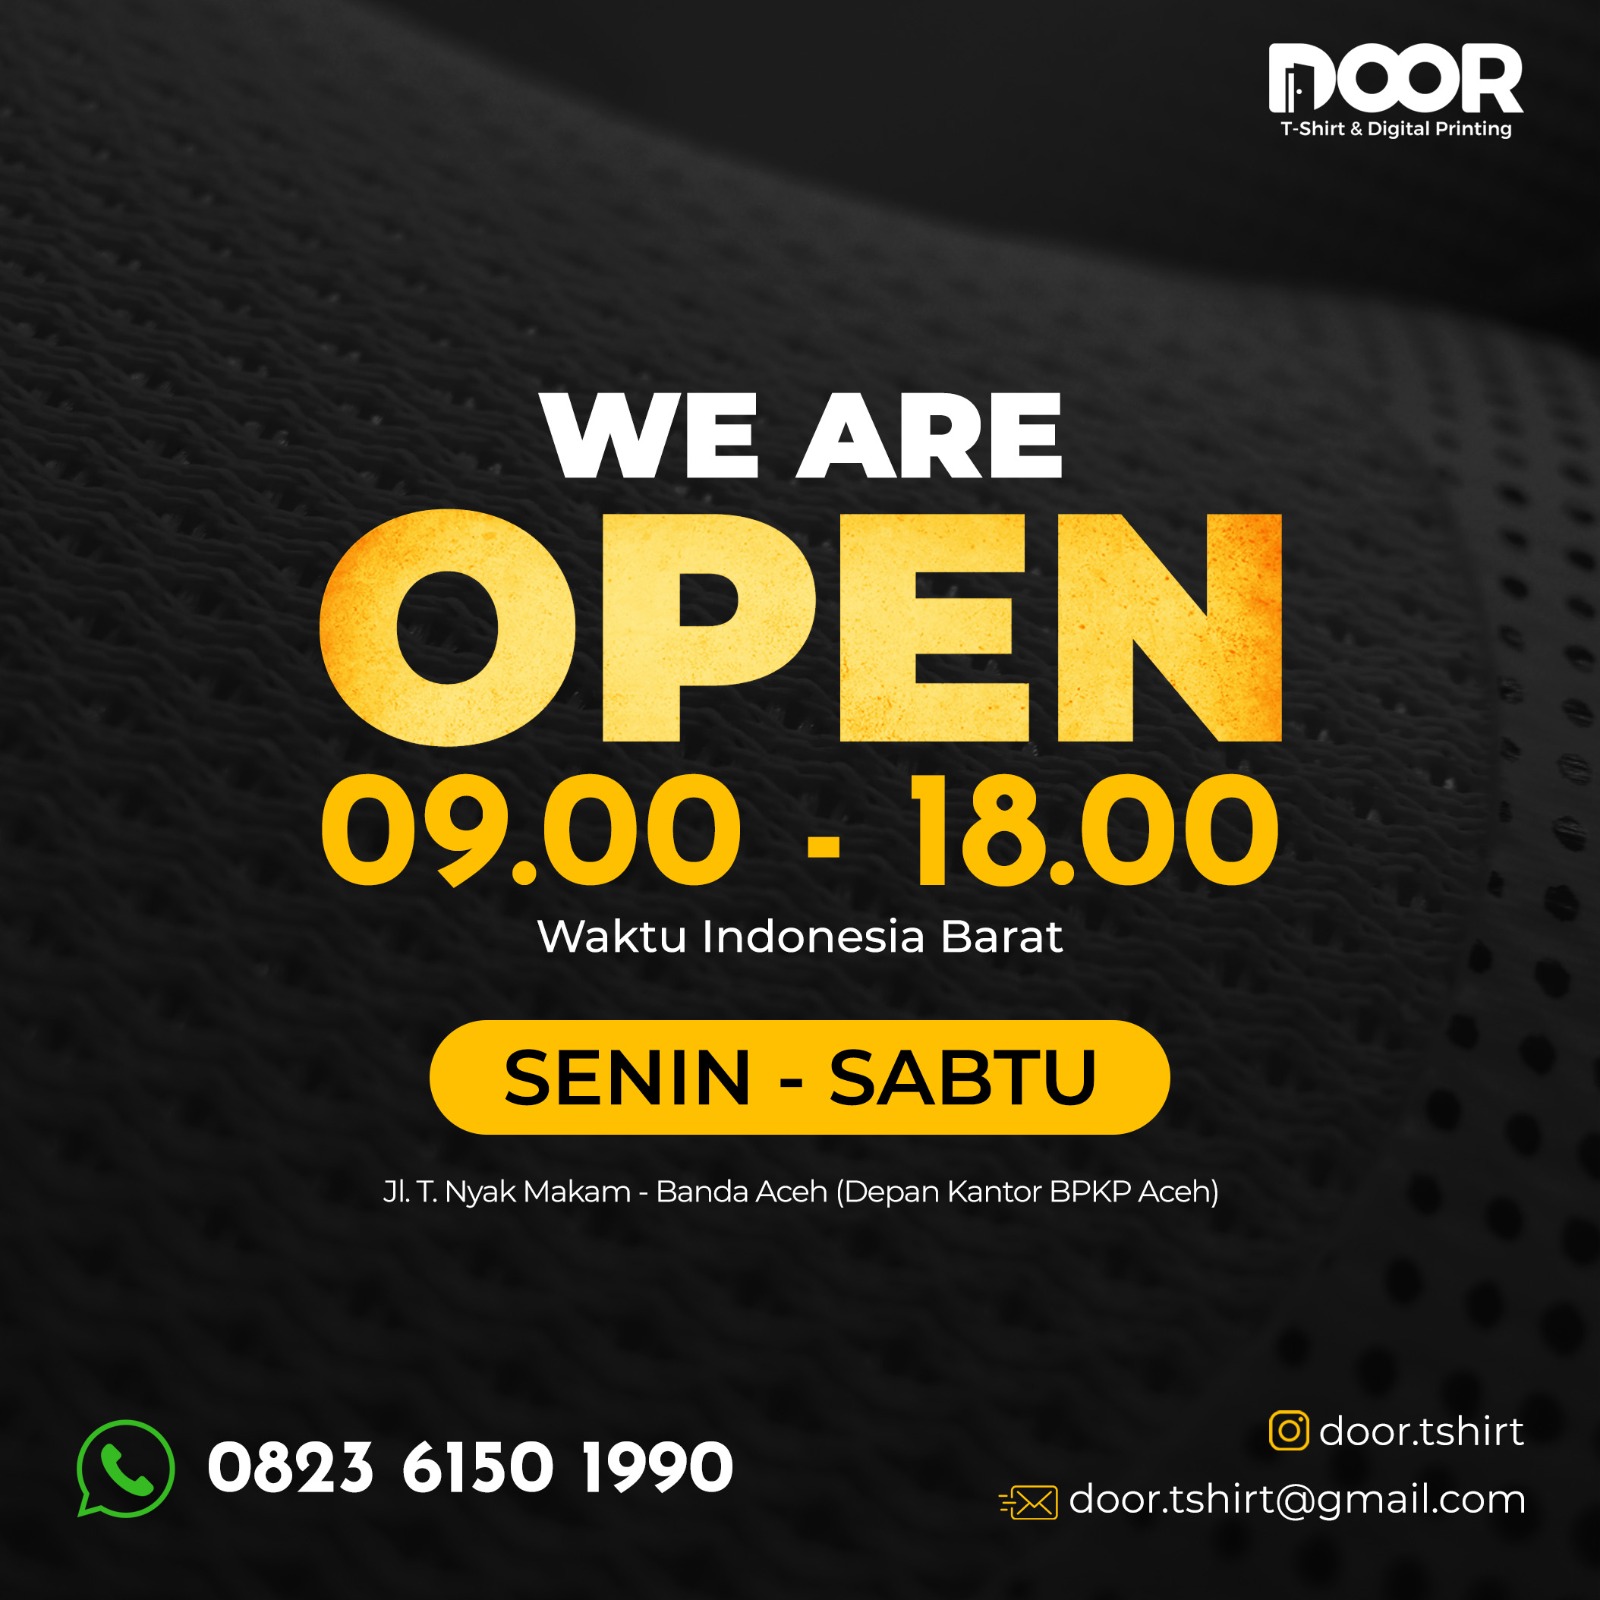 DOOR
T-Shirt & Digital Printing
WE ARE
OPEN
09.00 - 18.00
Waktu Indonesia Barat
SENIN - SABTU
Jl. T. Nyak Makam - Banda Aceh (Depan Kantor BPKP Aceh)
0823 6150 1990
door.tshirt
door.tshirt@gmail.com